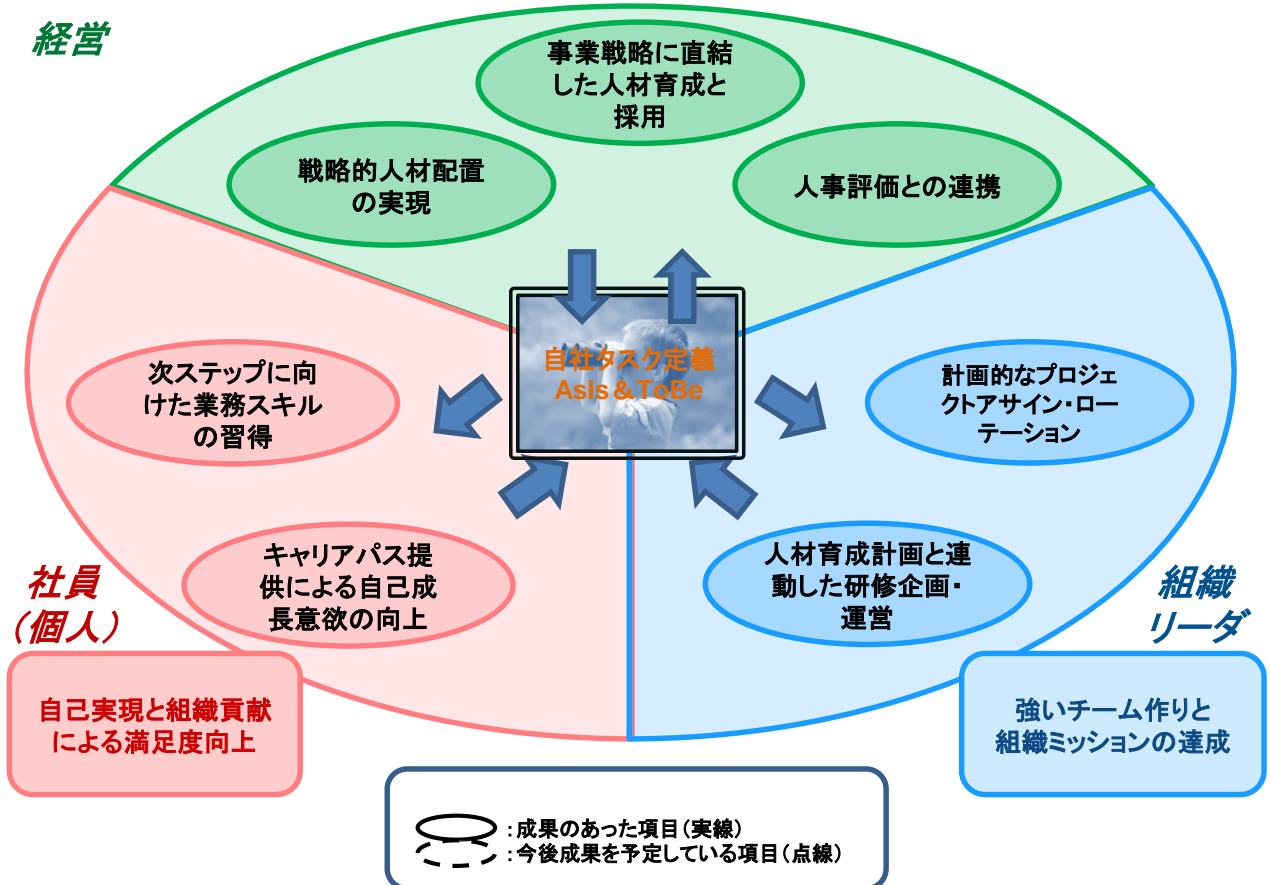 経営
事業戦略に直結
した人材育成と
採用
戦略的人材配置
の実現
人事評価との連携
自社タスク定義
AsIs＆ToBe
次ステップに向
けた業務スキル
の習得
計画的なプロジェ
クトアサイン・ロー
テーション
キャリアパス提
供による自己成
長意欲の向上
人材育成計画と連
動した研修企画・
運営
社員
（個人）
組織
リーダ
自己実現と組織貢献
による満足度向上
強いチーム作りと
組織ミッションの達成
：成果のあった項目（実線）
：今後成果を予定している項目（点線）